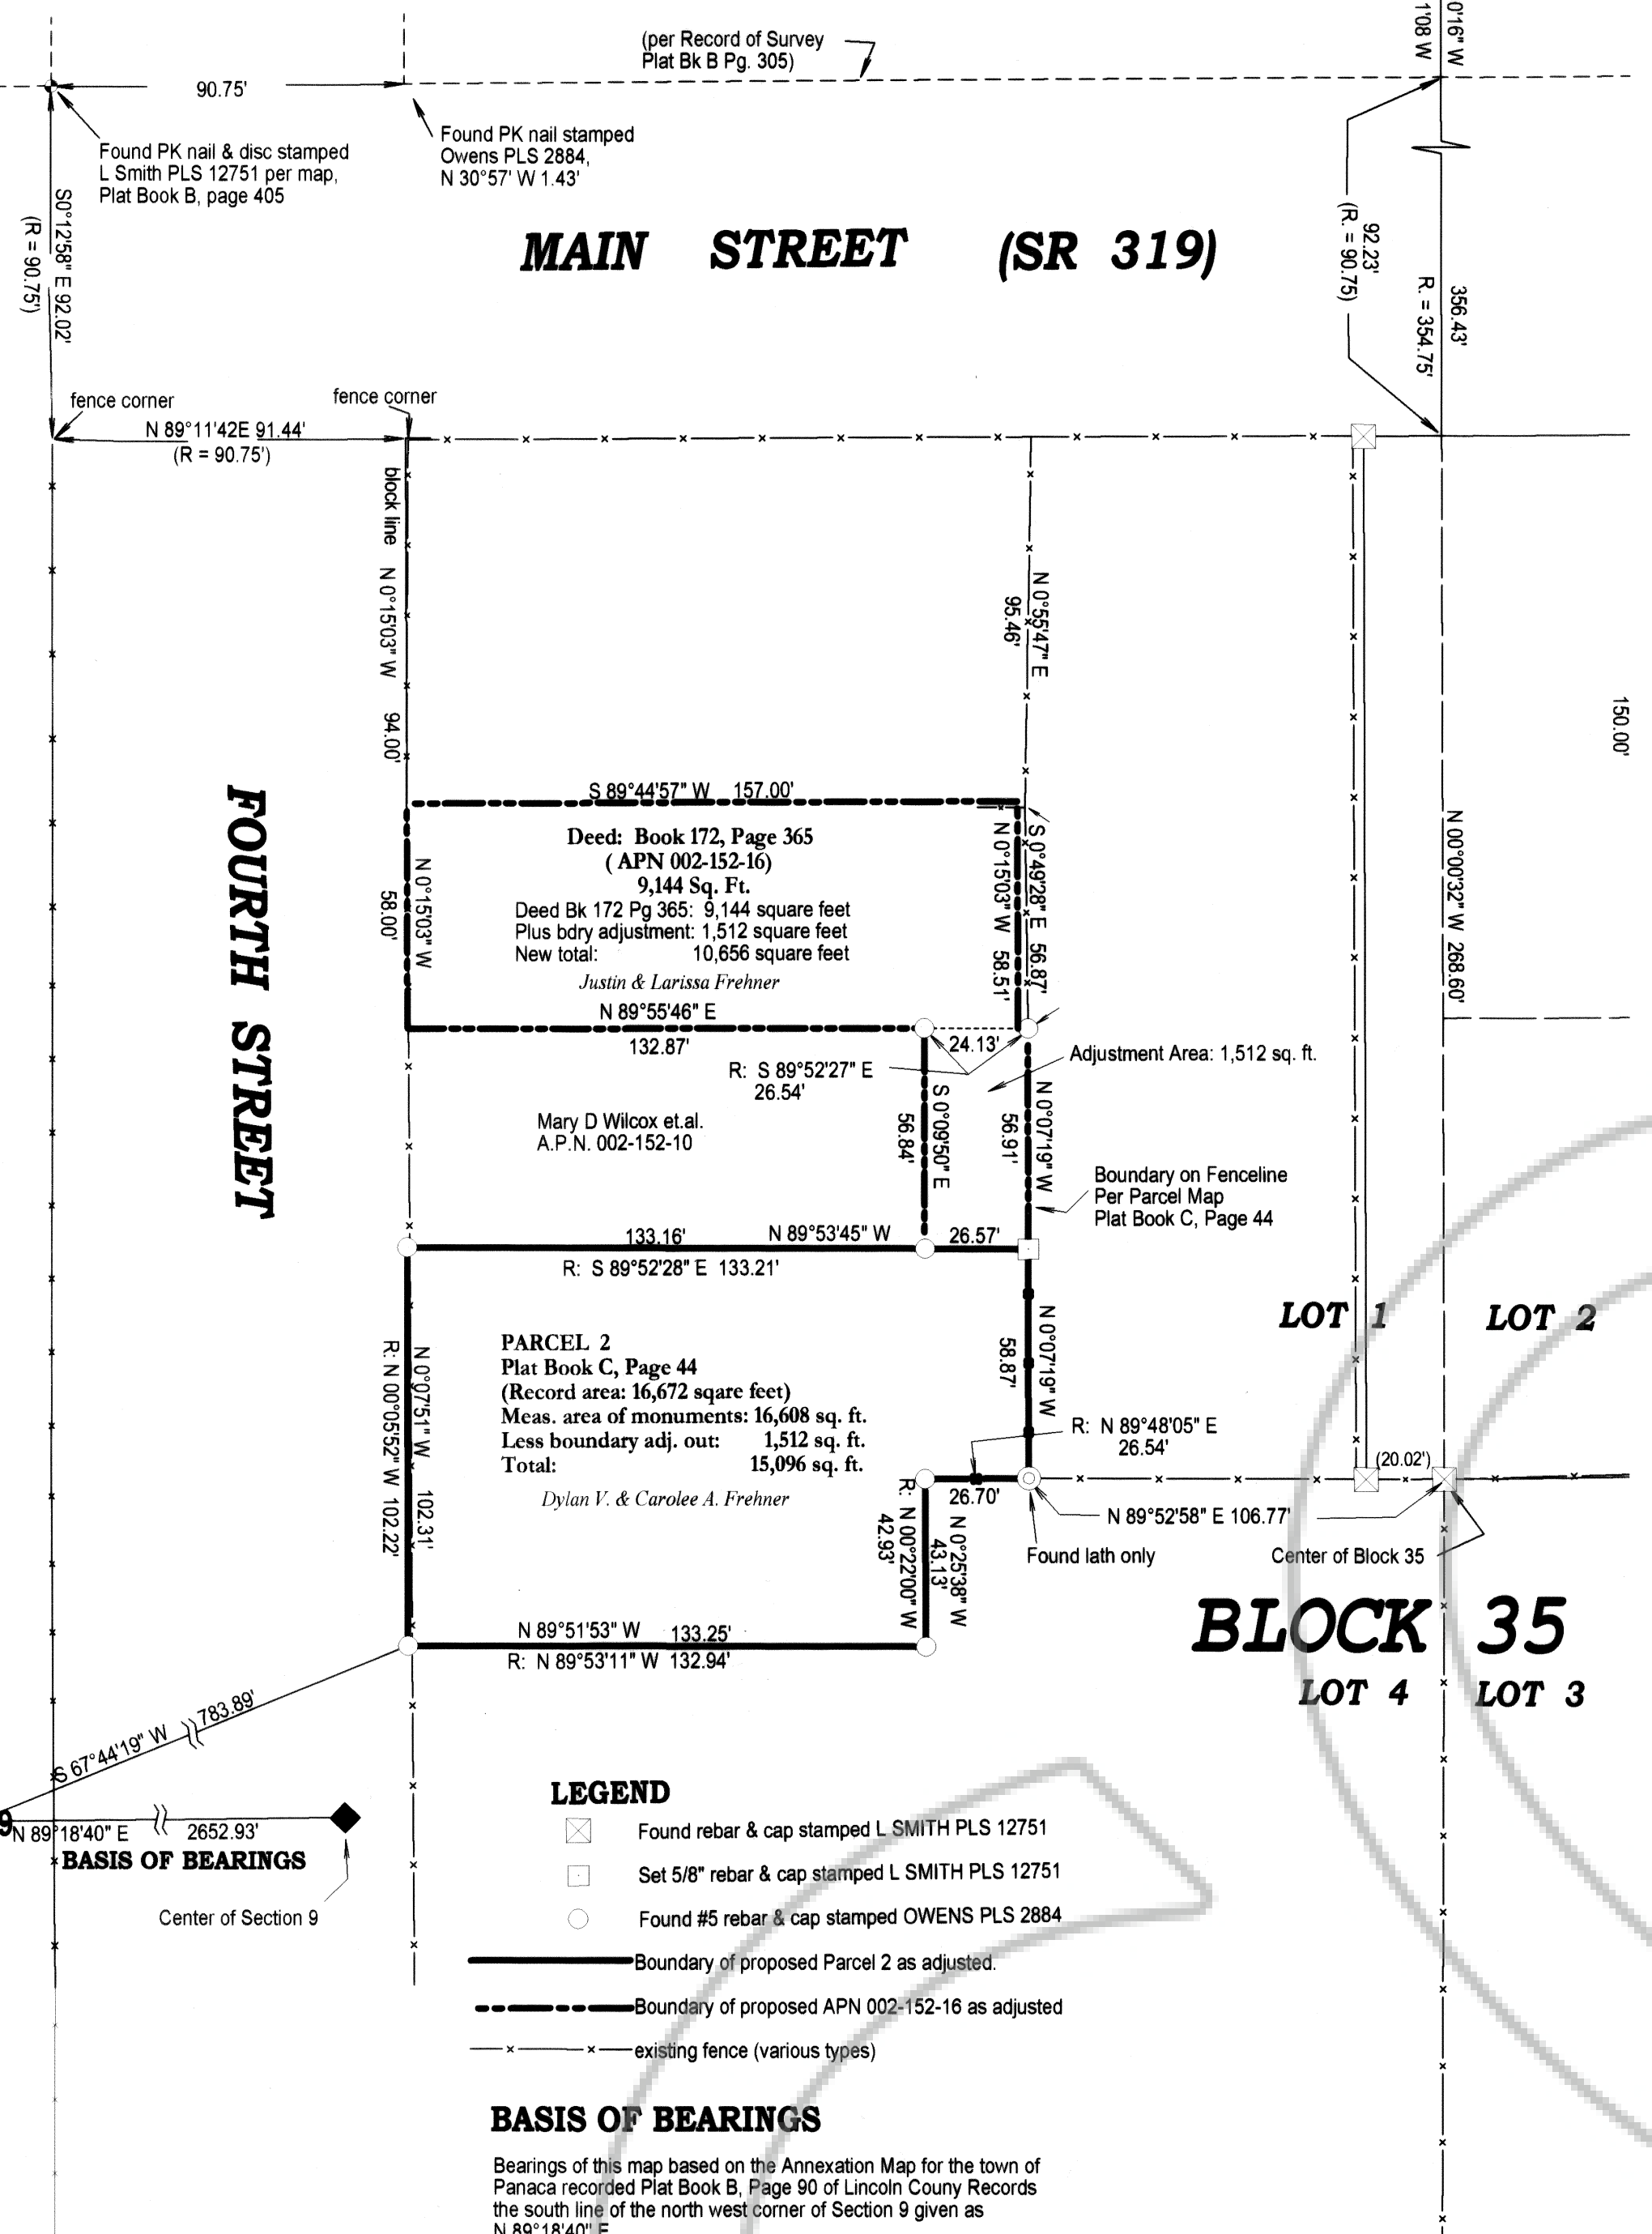 (per Record of Survey
Plat Bk B Pg. 305)
0'16" W
1'08 W
90.75'
Found PK nail & disc stamped
L Smith PLS 12751 per map,
Plat Book B, page 405
Found PK nail stamped
Owens PLS 2884,
N 30°57' W 1.43'
S0°12'58" E 92.02'
(R = 90.75')
MAIN STREET (SR 319)
92.23'
(R. = 90.75)
356.43'
R. = 354.75'
fence corner
fence corner
N 89°11'42E 91.44'
(R = 90.75')
block line N 0°15'03" W 94.00'
N 0°55'47" E
95.46'
150.00'
FOURTH STREET
S 89°44'57" W 157.00'
Deed: Book 172, Page 365
( APN 002-152-16)
9,144 Sq. Ft.
Deed Bk 172 Pg 365: 9,144 square feet
Plus bdry adjustment: 1,512 square feet
New total: 10,656 square feet
Justin & Larissa Frehner
N 0°15'03" W
58.00'
N 0°15'03" W 58.51'
S 0°49'28" E 56.87'
N 00°00'32" W 268.60'
N 89°55'46" E
132.87'
24.13'
R: S 89°52'27" E
26.54'
Adjustment Area: 1,512 sq. ft.
Mary D Wilcox et.al.
A.P.N. 002-152-10
S 0°09'50" E
56.84'
N 0°07'19" W
56.91'
Boundary on Fenceline
Per Parcel Map
Plat Book C, Page 44
133.16' N 89°53'45" W 26.57'
R: S 89°52'28" E 133.21'
LOT 1
LOT 2
PARCEL 2
Plat Book C, Page 44
(Record area: 16,672 sqare feet)
Meas. area of monuments: 16,608 sq. ft.
Less boundary adj. out: 1,512 sq. ft.
Total: 15,096 sq. ft.
Dylan V. & Carolee A. Frehner
N 0°07'51" W 102.31'
R: N 00°05'52" W 102.22'
N 0°07'19" W
58.87'
R: N 89°48'05" E
26.54'
(20.02')
26.70'
N 89°52'58" E 106.77'
R: N 00°22'00" W
42.93'
N 0°25'38" W
43.13'
Found lath only
Center of Block 35
BLOCK 35
N 89°51'53" W 133.25'
R: N 89°53'11" W 132.94'
LOT 4
LOT 3
S 67°44'19" W 783.89'
9
N 89°18'40" E 2652.93'
BASIS OF BEARINGS
Center of Section 9
LEGEND
Found rebar & cap stamped L SMITH PLS 12751
Set 5/8" rebar & cap stamped L SMITH PLS 12751
Found #5 rebar & cap stamped OWENS PLS 2884
Boundary of proposed Parcel 2 as adjusted.
Boundary of proposed APN 002-152-16 as adjusted
existing fence (various types)
BASIS OF BEARINGS
Bearings of this map based on the Annexation Map for the town of
Panaca recorded Plat Book B, Page 90 of Lincoln Couny Records
the south line of the north west corner of Section 9 given as
N 89°18'40" E